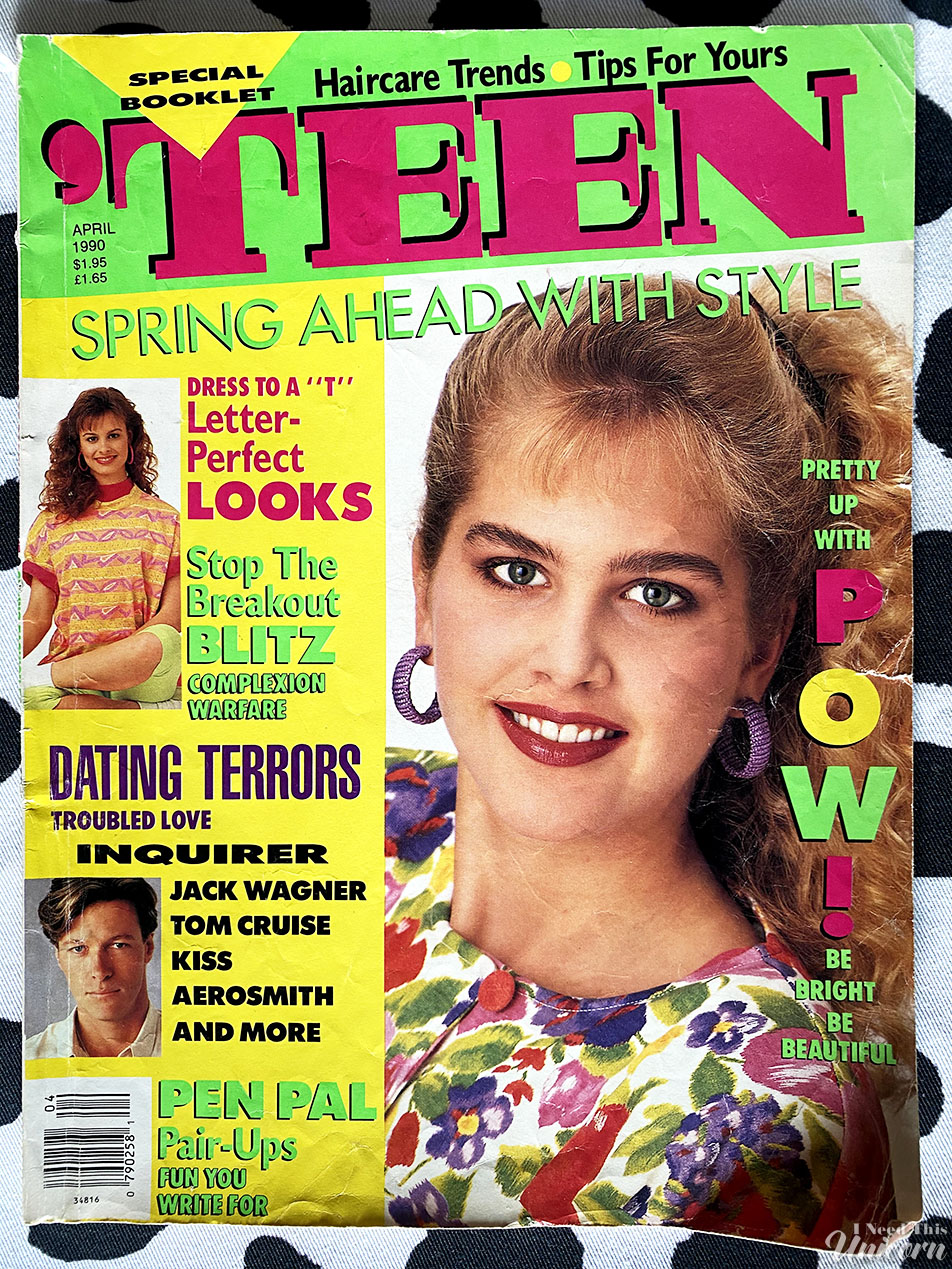 SPECIAL
BOOKLET
Haircare Trends • Tips For Yours
'TEEN
APRIL
1990
$1.95
£1.65
SPRING AHEAD WITH STYLE
DRESS TO A "T"
Letter-
Perfect
LOOKS
Stop The
Breakout
BLITZ
COMPLEXION
WARFARE
DATING TERRORS
TROUBLED LOVE
INQUIRER
JACK WAGNER
TOM CRUISE
KISS
AEROSMITH
AND MORE
PEN PAL
Pair-Ups
FUN YOU
WRITE FOR
04
0 790258 1
34816
PRETTY
UP
WITH
POW!
BE
BRIGHT
BE
BEAUTIFUL
I Need This
Unicorn